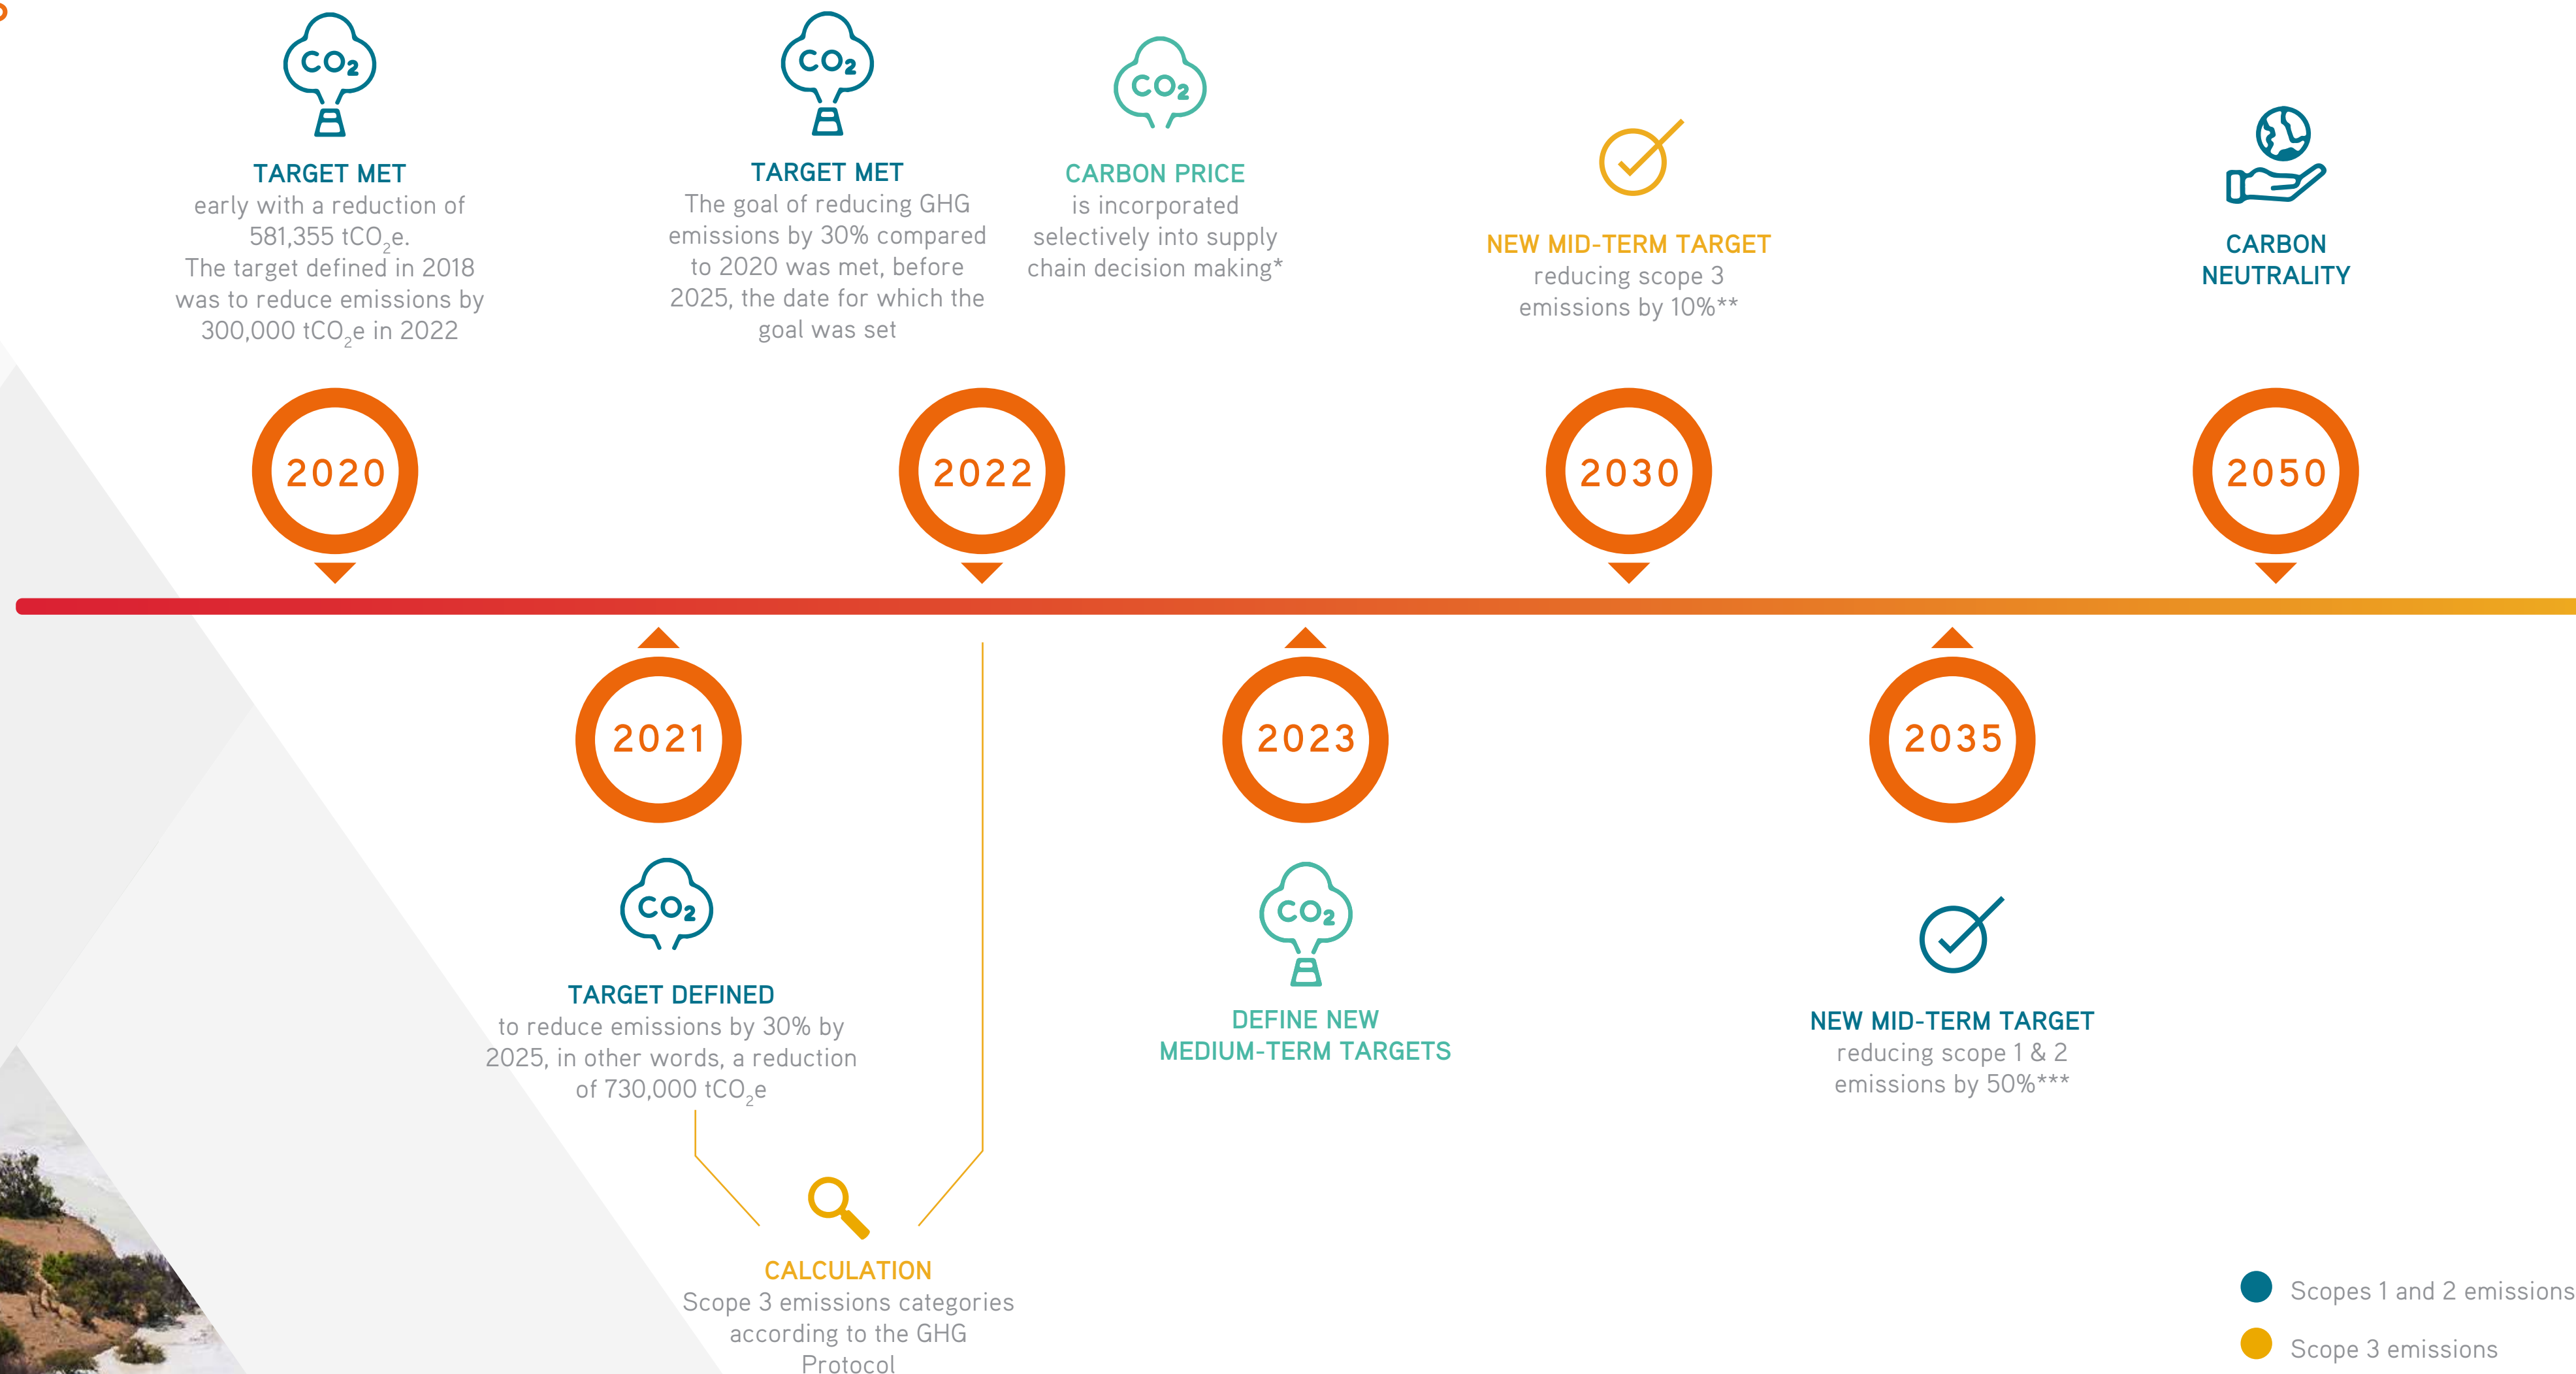 CO₂
TARGET MET
early with a reduction of
581,355 tCO₂e.
The target defined in 2018
was to reduce emissions by
300,000 tCO₂e in 2022
CO₂
TARGET MET
The goal of reducing GHG
emissions by 30% compared
to 2020 was met, before
2025, the date for which the
goal was set
CO₂
CARBON PRICE
is incorporated
selectively into supply
chain decision making*
NEW MID-TERM TARGET
reducing scope 3
emissions by 10%**
CARBON
NEUTRALITY
2020
2022
2030
2050
2021
2023
2035
CO₂
TARGET DEFINED
to reduce emissions by 30% by
2025, in other words, a reduction
of 730,000 tCO₂e
CO₂
DEFINE NEW
MEDIUM-TERM TARGETS
NEW MID-TERM TARGET
reducing scope 1 & 2
emissions by 50%***
CALCULATION
Scope 3 emissions categories
according to the GHG
Protocol
Scopes 1 and 2 emissions
Scope 3 emissions